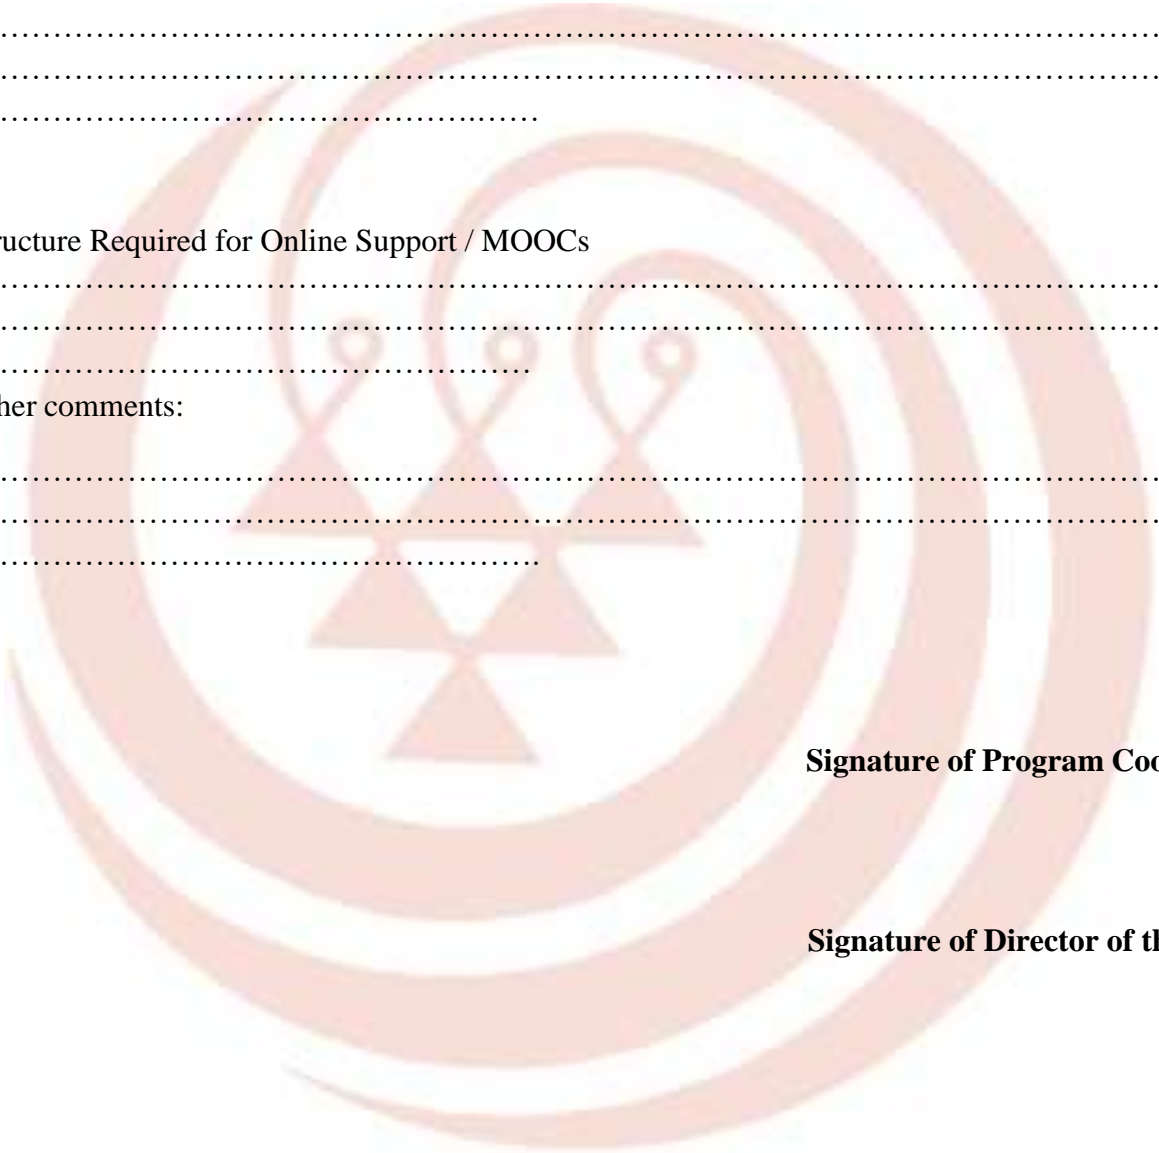 ……………………………………………………………………………………………
……………………………………………………………………………………………
…………………………………………..……
ructure Required for Online Support / MOOCs
……………………………………………………………………………………………
……………………………………………………………………………………………
………………………………………………
her comments:
……………………………………………………………………………………………
……………………………………………………………………………………………
……………………………………………….
Signature of Program Coo
Signature of Director of th